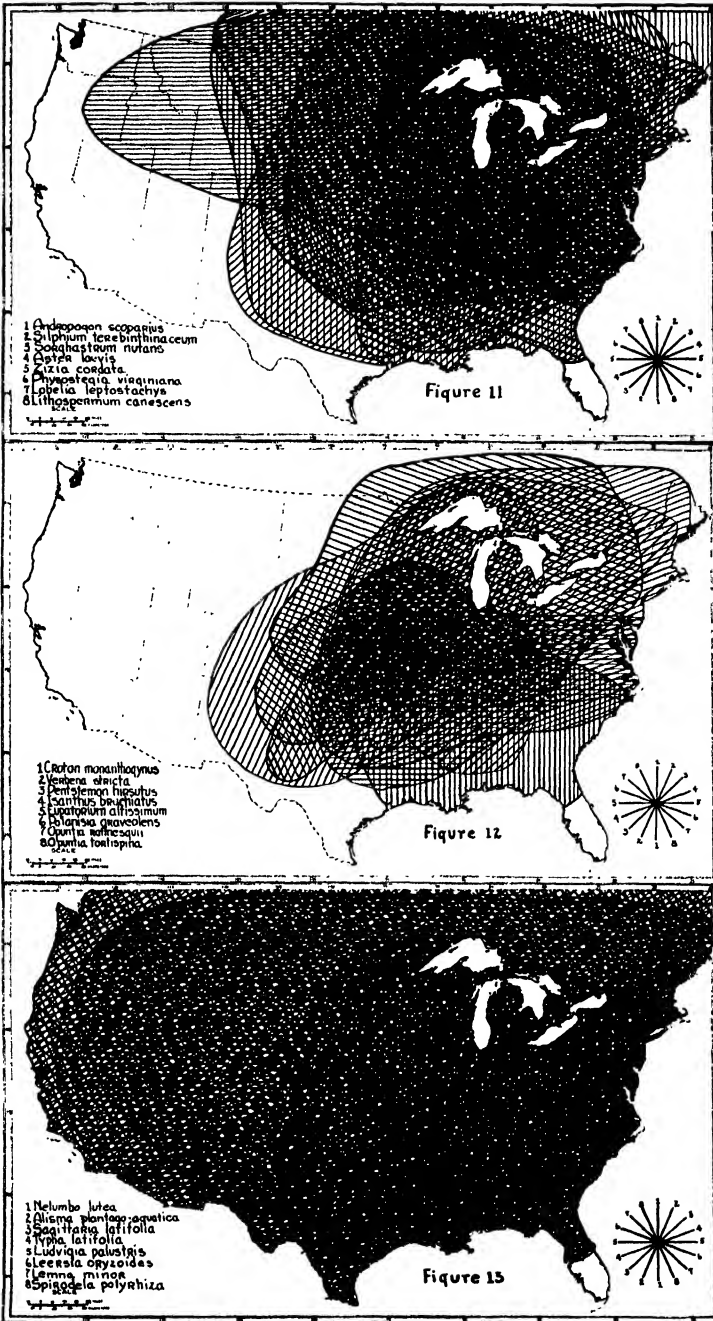 1 Andropogon scoparius
2 Silphium terebinthinaceum
3 Sorghastrum nutans
4 Aster laevis
5 Zizia cordata
6 Physostegia virginiana
7 Lobelia leptostachys
8 Lithospermum canescens
SCALE
Figure 11
1 Croton monanthogynus
2 Verbena stricta
3 Pentstemon hirsutus
4 Isanthus brachiatus
5 Eupatorium altissimum
6 Polanisia graveolens
7 Opuntia rafinesquii
8 Opuntia tortispina
SCALE
Figure 12
1 Nelumbo lutea
2 Alisma plantago-aquatica
3 Sagittaria latifolia
4 Typha latifolia
5 Ludvigia palustris
6 Leersia oryzoides
7 Lemna minor
8 Spirodela polyrhiza
SCALE
Figure 13